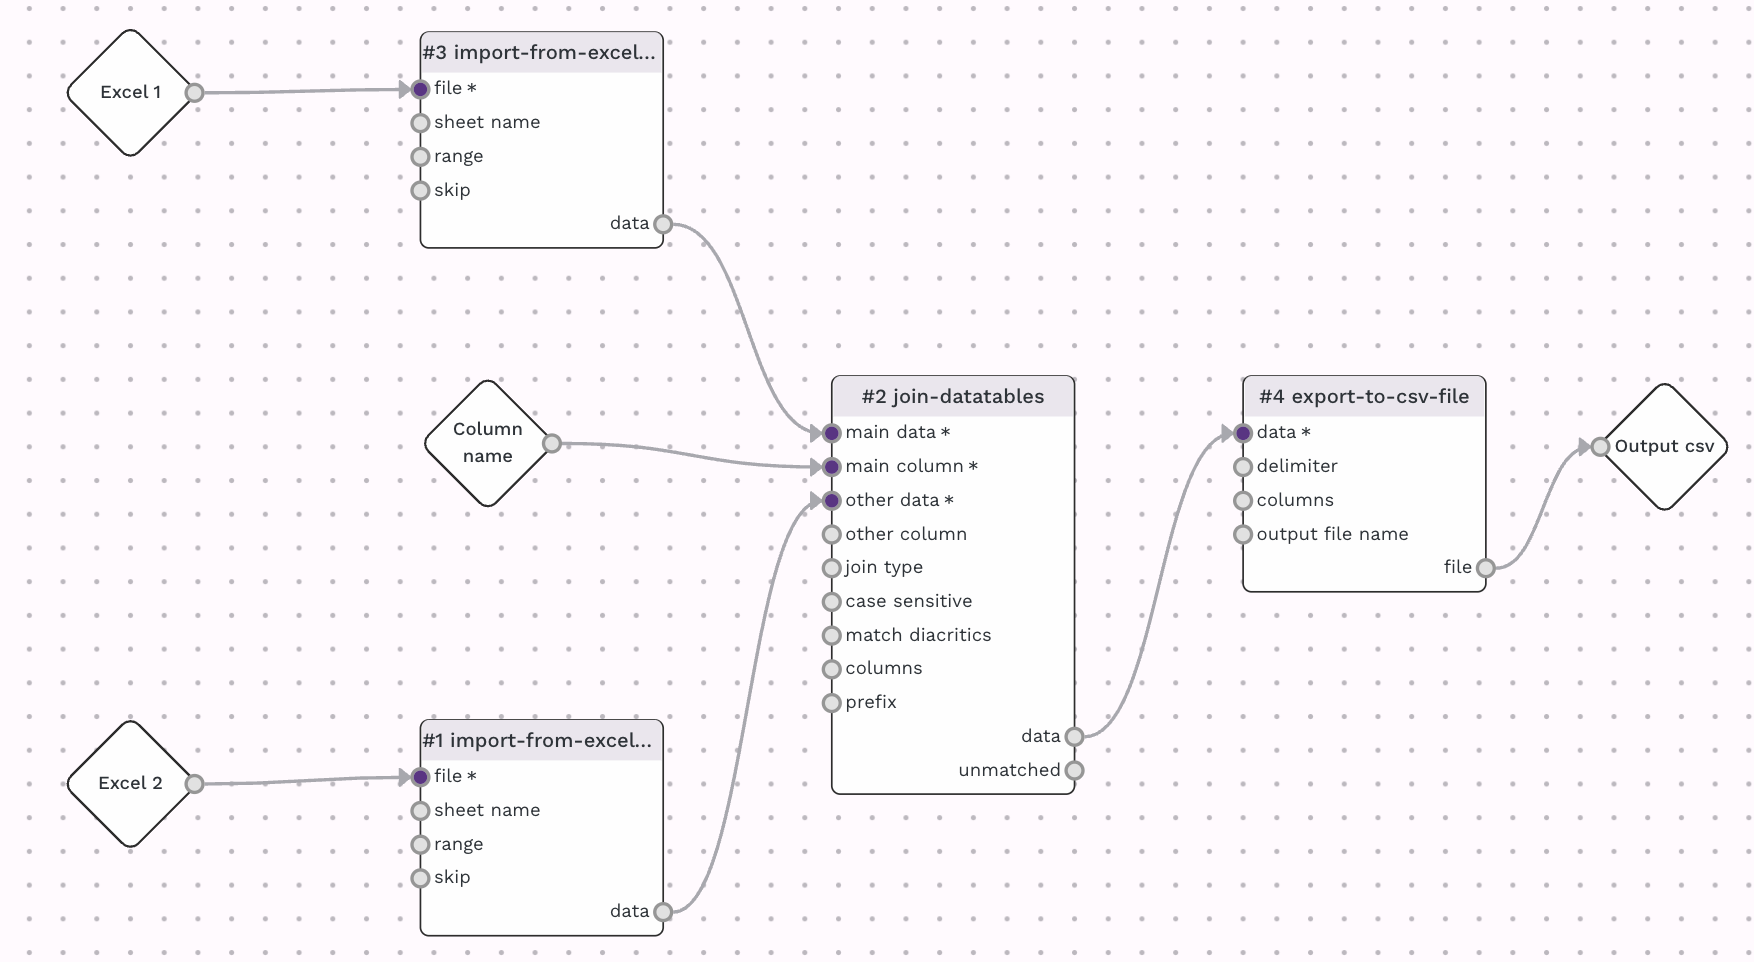 Excel 1
#3 import-from-excel...
file *
sheet name
range
skip
data
Column
name
#2 join-datatables
main data *
main column *
other data *
other column
join type
case sensitive
match diacritics
columns
prefix
data
unmatched
#4 export-to-csv-file
data *
delimiter
columns
output file name
file
Output csv
Excel 2
#1 import-from-excel...
file *
sheet name
range
skip
data